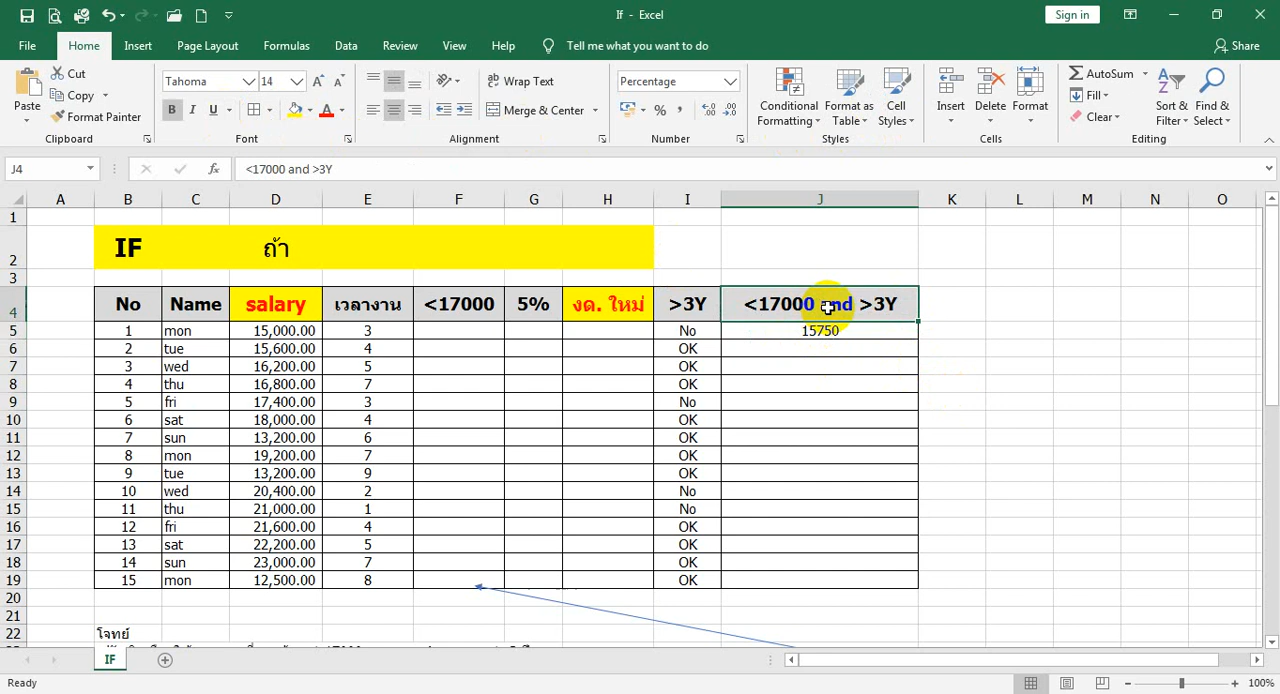 If - Excel
Sign in
File Home Insert Page Layout Formulas Data Review View Help Tell me what you want to do Share
Paste
Cut
Copy
Format Painter
Clipboard
Tahoma 14
B I U
Font
Wrap Text
Merge & Center
Alignment
Percentage
% ,
Number
Conditional Formatting
Format as Table
Cell Styles
Styles
Insert Delete Format
Cells
AutoSum
Fill
Clear
Sort & Filter
Find & Select
Editing
J4 fx <17000 and >3Y
A B C D E F G H I J K L M N O
1
2 IF ถ้า
3
4 No Name salary เวลางาน <17000 5% งด. ใหม่ >3Y <17000 and >3Y
5 1 mon 15,000.00 3 No 15750
6 2 tue 15,600.00 4 OK
7 3 wed 16,200.00 5 OK
8 4 thu 16,800.00 7 OK
9 5 fri 17,400.00 3 No
10 6 sat 18,000.00 4 OK
11 7 sun 13,200.00 6 OK
12 8 mon 19,200.00 7 OK
13 9 tue 13,200.00 9 OK
14 10 wed 20,400.00 2 No
15 11 thu 21,000.00 1 No
16 12 fri 21,600.00 4 OK
17 13 sat 22,200.00 5 OK
18 14 sun 23,000.00 7 OK
19 15 mon 12,500.00 8 OK
20
21
22 โจทย์
IF
Ready
100%